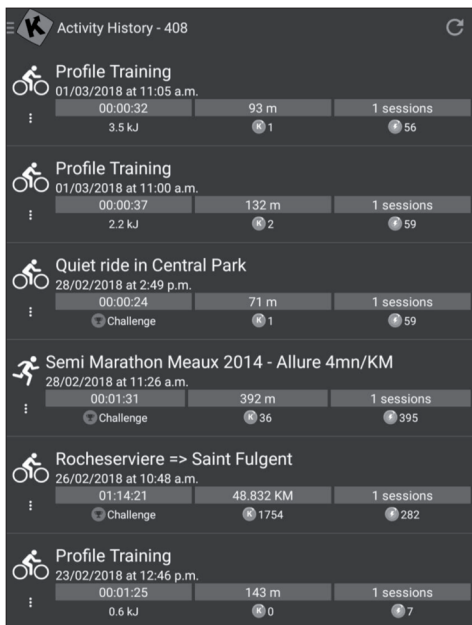 K Activity History - 408
Profile Training
01/03/2018 at 11:05 a.m.
00:00:32 93 m 1 sessions
3.5 kJ K 1 56
Profile Training
01/03/2018 at 11:00 a.m.
00:00:37 132 m 1 sessions
2.2 kJ K 2 59
Quiet ride in Central Park
28/02/2018 at 2:49 p.m.
00:00:24 71 m 1 sessions
Challenge K 1 59
Semi Marathon Meaux 2014 - Allure 4mn/KM
28/02/2018 at 11:26 a.m.
00:01:31 392 m 1 sessions
Challenge K 36 395
Rocheserviere => Saint Fulgent
26/02/2018 at 10:48 a.m.
01:14:21 48.832 KM 1 sessions
Challenge K 1754 282
Profile Training
23/02/2018 at 12:46 p.m.
00:01:25 143 m 1 sessions
0.6 kJ K 0 7